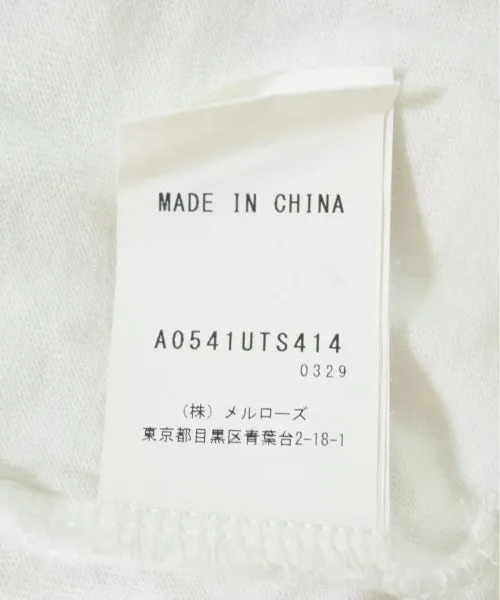 MADE IN CHINA
A0541UTS414
0329
(株) メルローズ
東京都目黒区青葉台2-18-1